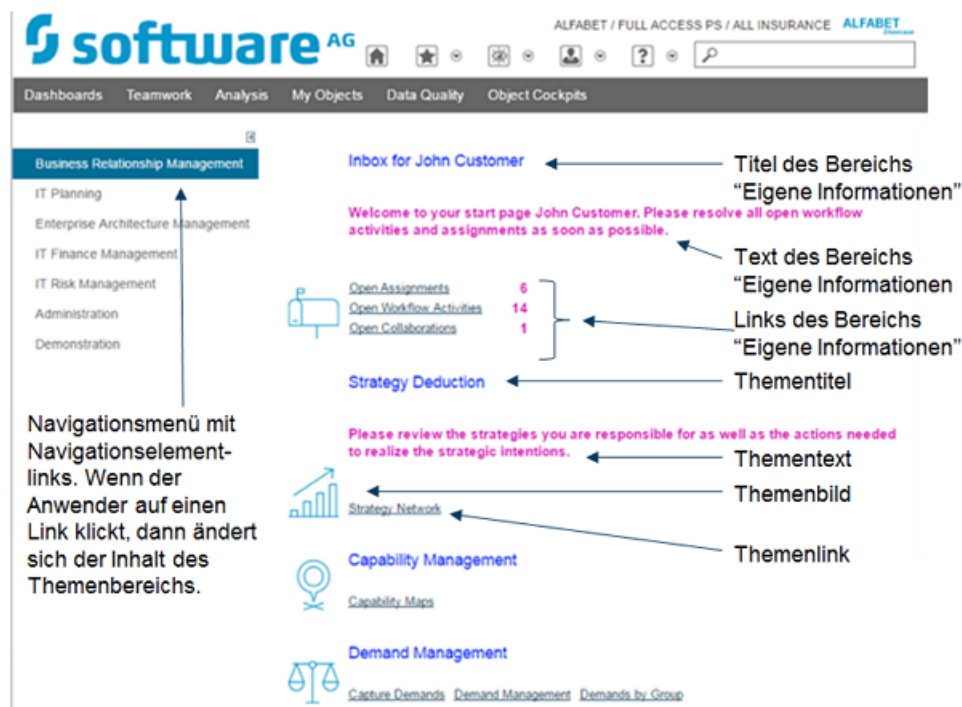 software AG
ALFABET / FULL ACCESS PS / ALL INSURANCE ALFABET
Dashboards Teamwork Analysis My Objects Data Quality Object Cockpits
Business Relationship Management
IT Planning
Enterprise Architecture Management
IT Finance Management
IT Risk Management
Administration
Demonstration
Navigationsmenü mit
Navigationselement-
links. Wenn der
Anwender auf einen
Link klickt, dann ändert
sich der Inhalt des
Themenbereichs.
Inbox for John Customer
Welcome to your start page John Customer. Please resolve all open workflow
activities and assignments as soon as possible.
Open Assignments 6
Open Workflow Activities 14
Open Collaborations 1
Strategy Deduction
Please review the strategies you are responsible for as well as the actions needed
to realize the strategic intentions.
Strategy Network
Capability Management
Capability Maps
Demand Management
Capture Demands Demand Management Demands by Group
Titel des Bereichs
“Eigene Informationen”
Text des Bereichs
“Eigene Informationen
Links des Bereichs
“Eigene Informationen”
Thementitel
Thementext
Themenbild
Themenlink